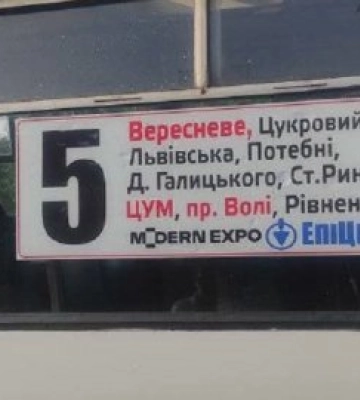 5
Вересневе, Цукровий
Львівська, Потебні,
Д. Галицького, Ст.Рин
ЦУМ, пр. Волі, Рівнен
MODERN EXPO ЕПІЦ